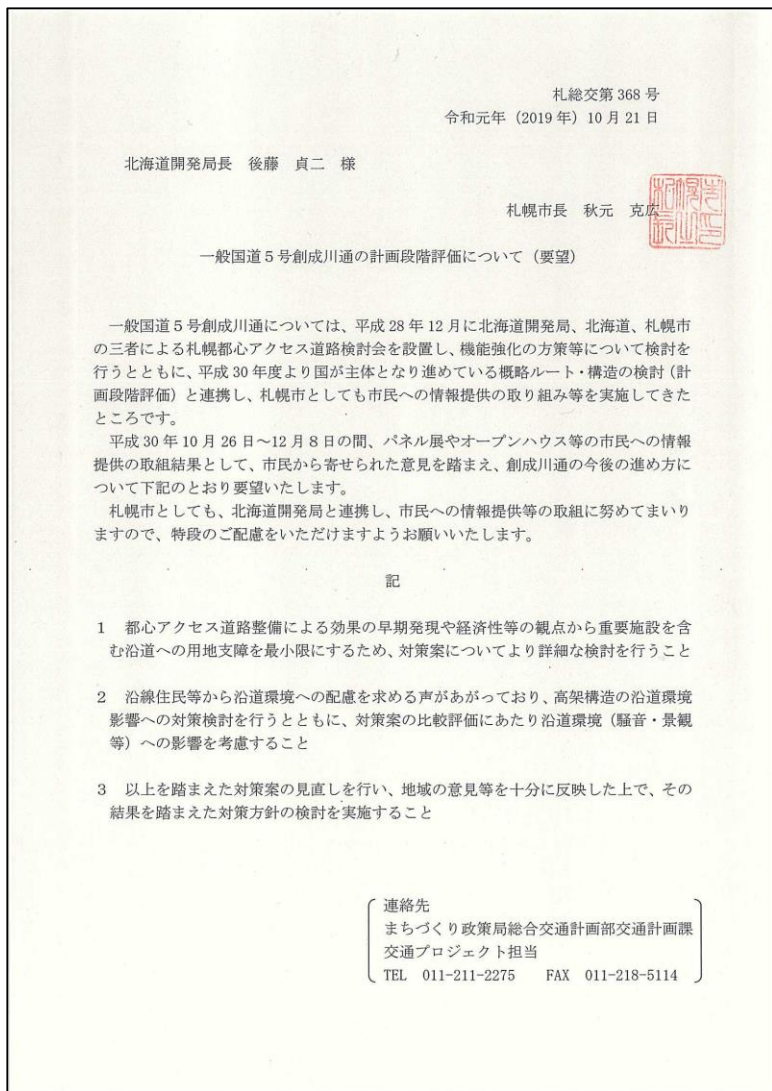 札総交第 368 号
令和元年（2019 年）10 月 21 日
北海道開発局長　後藤　貞二　様
札幌市長　秋元　克広
札幌市長之印
一般国道５号創成川通の計画段階評価について（要望）
一般国道５号創成川通については、平成 28 年 12 月に北海道開発局、北海道、札幌市
の三者による札幌都心アクセス道路検討会を設置し、機能強化の方策等について検討を
行うとともに、平成 30 年度より国が主体となり進めている概略ルート・構造の検討（計
画段階評価）と連携し、札幌市としても市民への情報提供の取り組み等を実施してきた
ところです。
平成 30 年 10 月 26 日～12 月 8 日の間、パネル展やオープンハウス等の市民への情報
提供の取組結果として、市民から寄せられた意見を踏まえ、創成川通の今後の進め方に
ついて下記のとおり要望いたします。
札幌市としても、北海道開発局と連携し、市民への情報提供等の取組に努めてまいり
ますので、特段のご配慮をいただけますようお願いいたします。
記
１　都心アクセス道路整備による効果の早期発現や経済性等の観点から重要施設を含
む沿道への用地支障を最小限にするため、対策案についてより詳細な検討を行うこと
２　沿線住民等から沿道環境への配慮を求める声があがっており、高架構造の沿道環境
影響への対策検討を行うとともに、対策案の比較評価にあたり沿道環境（騒音・景観
等）への影響を考慮すること
３　以上を踏まえた対策案の見直しを行い、地域の意見等を十分に反映した上で、その
結果を踏まえた対策方針の検討を実施すること
連絡先
まちづくり政策局総合交通計画部交通計画課
交通プロジェクト担当
TEL　011-211-2275　　FAX　011-218-5114